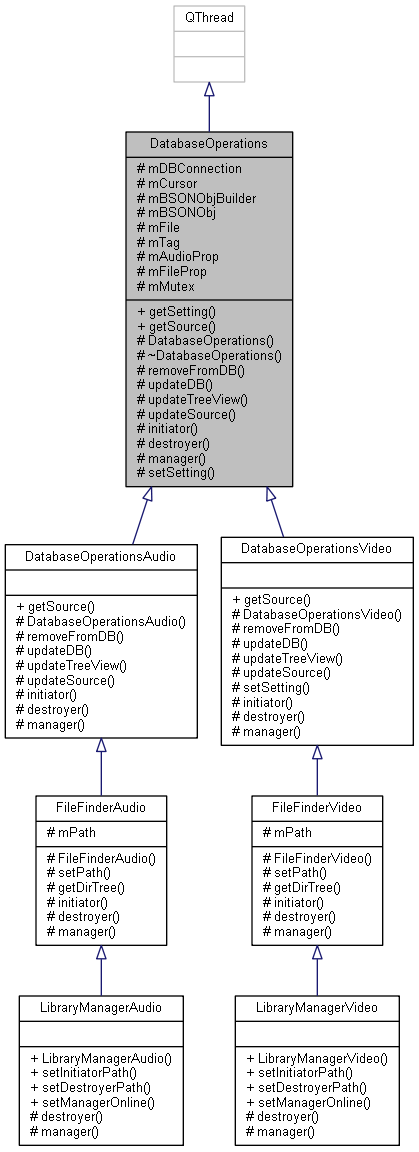 QThread
DatabaseOperations
# mDBConnection
# mCursor
# mBSONObjBuilder
# mBSONObj
# mFile
# mTag
# mAudioProp
# mFileProp
# mMutex
+ getSetting()
+ getSource()
# DatabaseOperations()
# ~DatabaseOperations()
# removeFromDB()
# updateDB()
# updateTreeView()
# updateSource()
# initiator()
# destroyer()
# manager()
# setSetting()
DatabaseOperationsAudio
+ getSource()
# DatabaseOperationsAudio()
# removeFromDB()
# updateDB()
# updateTreeView()
# updateSource()
# initiator()
# destroyer()
# manager()
DatabaseOperationsVideo
+ getSource()
# DatabaseOperationsVideo()
# removeFromDB()
# updateDB()
# updateTreeView()
# updateSource()
# setSetting()
# initiator()
# destroyer()
# manager()
FileFinderAudio
# mPath
# FileFinderAudio()
# setPath()
# getDirTree()
# initiator()
# destroyer()
# manager()
FileFinderVideo
# mPath
# FileFinderVideo()
# setPath()
# getDirTree()
# initiator()
# destroyer()
# manager()
LibraryManagerAudio
+ LibraryManagerAudio()
+ setInitiatorPath()
+ setDestroyerPath()
+ setManagerOnline()
# destroyer()
# manager()
LibraryManagerVideo
+ LibraryManagerVideo()
+ setInitiatorPath()
+ setDestroyerPath()
+ setManagerOnline()
# destroyer()
# manager()